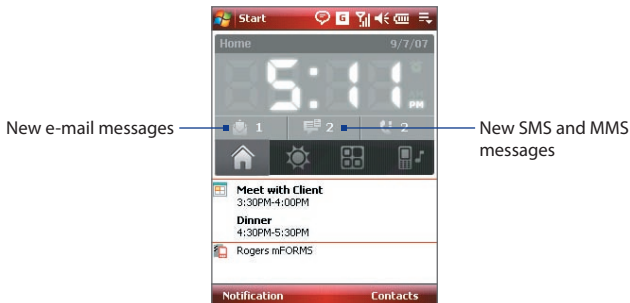 Start
G
Home 9/7/07
5:11 PM
New e-mail messages
1 2 2
New SMS and MMS
messages
Meet with Client
3:30PM-4:00PM
Dinner
4:30PM-5:30PM
Rogers mFORMS
Notification Contacts